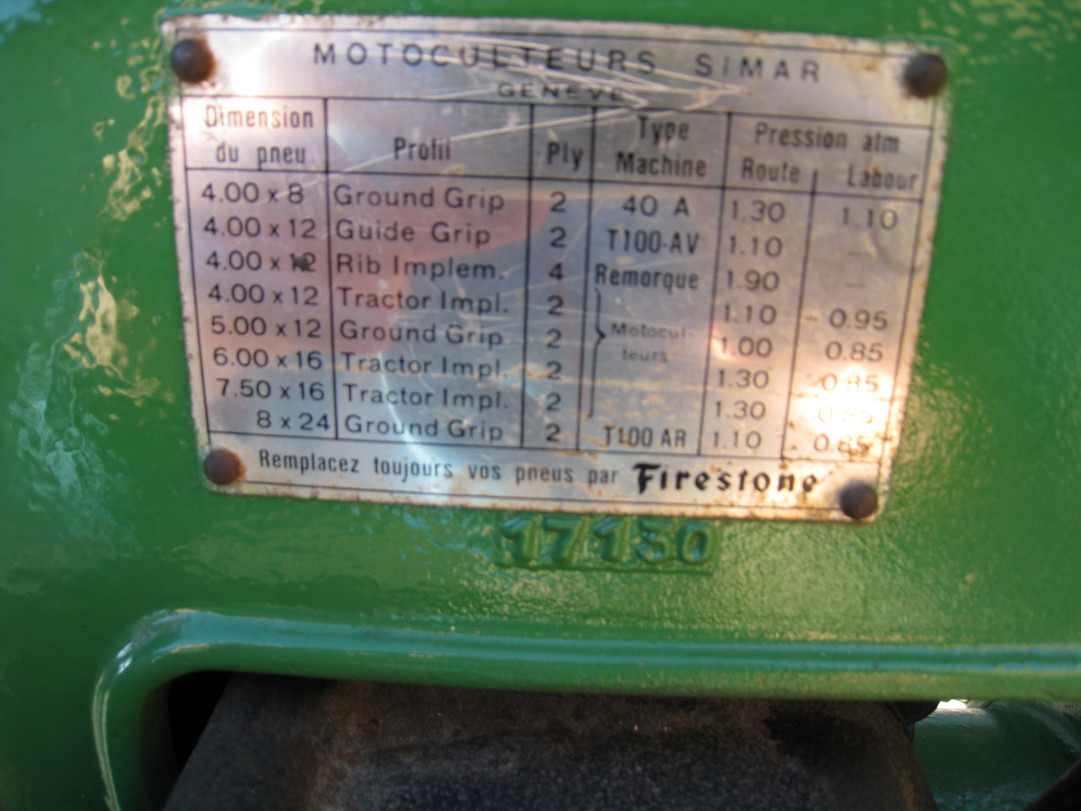 MOTOCULTEURS SIMAR
GENÈVE
Dimension du pneu Profil Ply Type Machine Pression atm Route Labour
4.00 x 8 Ground Grip 2 40 A 1.30 1.10
4.00 x 12 Guide Grip 2 T100-AV 1.10 —
4.00 x 12 Rib Implem. 4 Remorque 1.90 —
4.00 x 12 Tractor Impl. 2 1.10 0.95
5.00 x 12 Ground Grip 2 Motocul- 1.00 0.85
6.00 x 16 Tractor Impl. 2 teurs 1.30 0.85
7.50 x 16 Tractor Impl. 2 1.30
8 x 24 Ground Grip 2 T100 AR 1.10 0.85
Remplacez toujours vos pneus par Firestone
17130